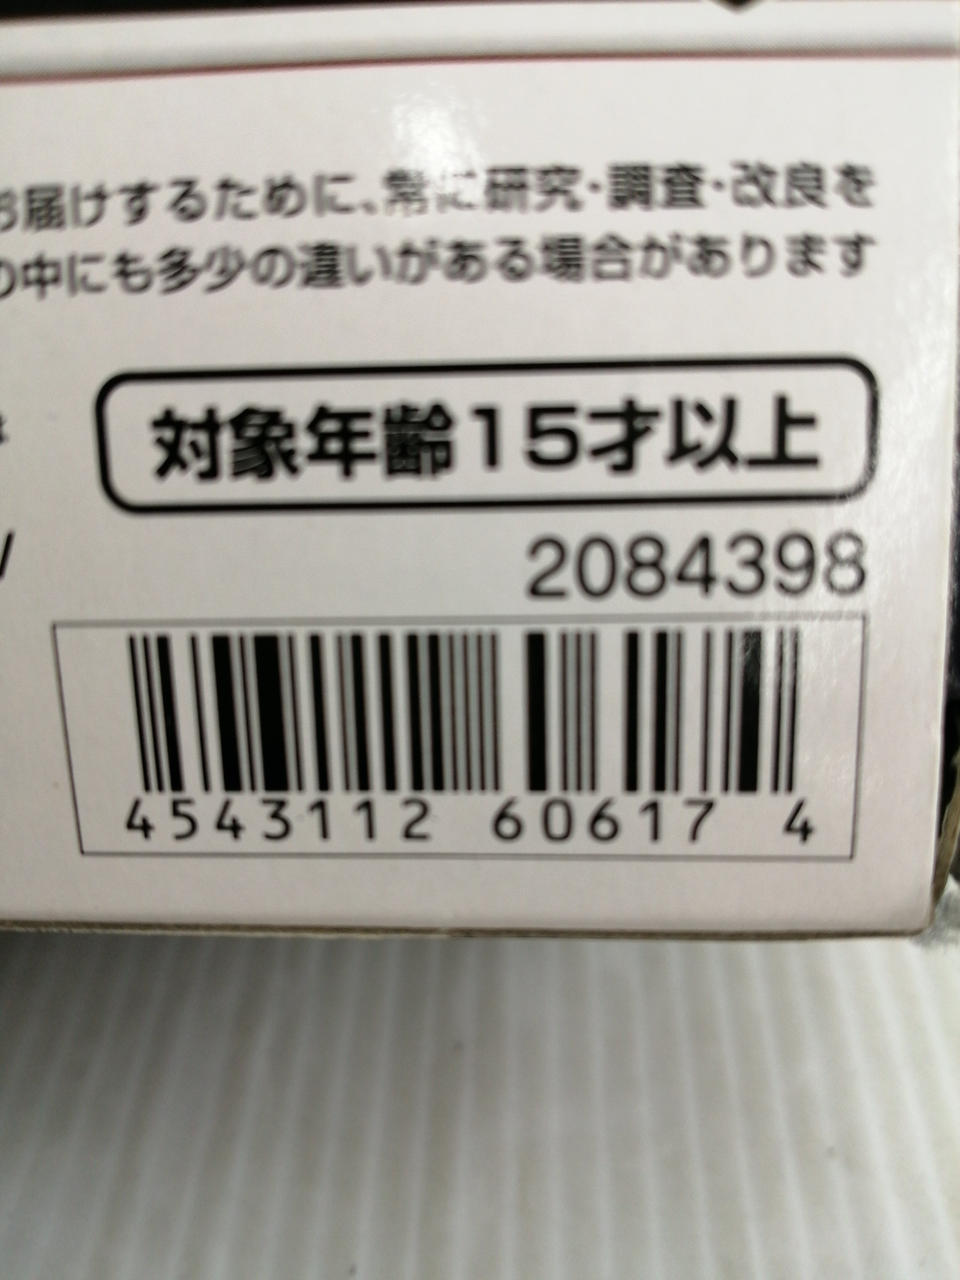 お届けするために、常に研究・調査・改良を
の中にも多少の違いがある場合があります
対象年齢15才以上
2084398
4543112 60617 4